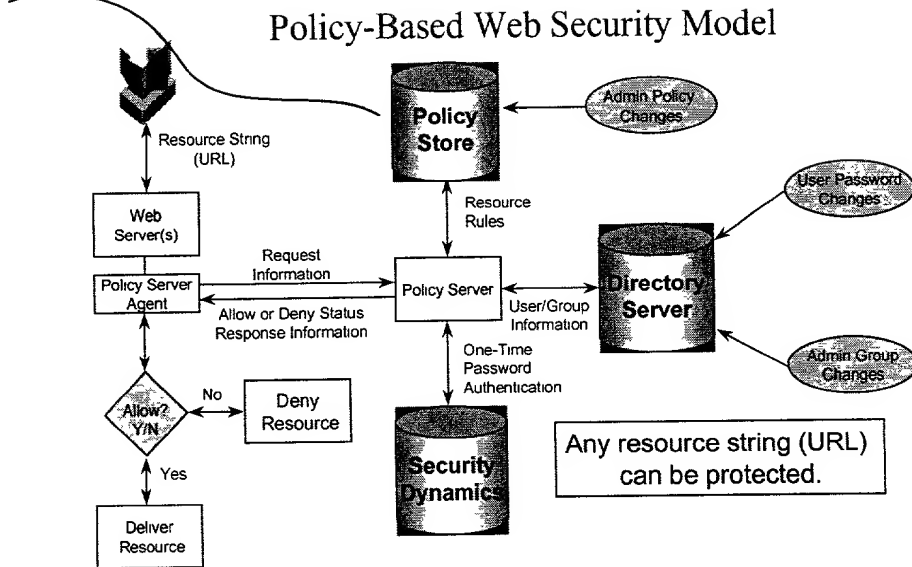 Policy-Based Web Security Model
Resource String
(URL)
Policy
Store
Admin Policy
Changes
User Password
Changes
Web
Server(s)
Resource
Rules
Request
Information
Policy Server
Agent
Policy Server
Directory
Server
Allow or Deny Status
Response Information
User/Group
Information
One-Time
Password
Authentication
Admin Group
Changes
Allow?
Y/N
No
Deny
Resource
Yes
Security
Dynamics
Any resource string (URL)
can be protected.
Deliver
Resource